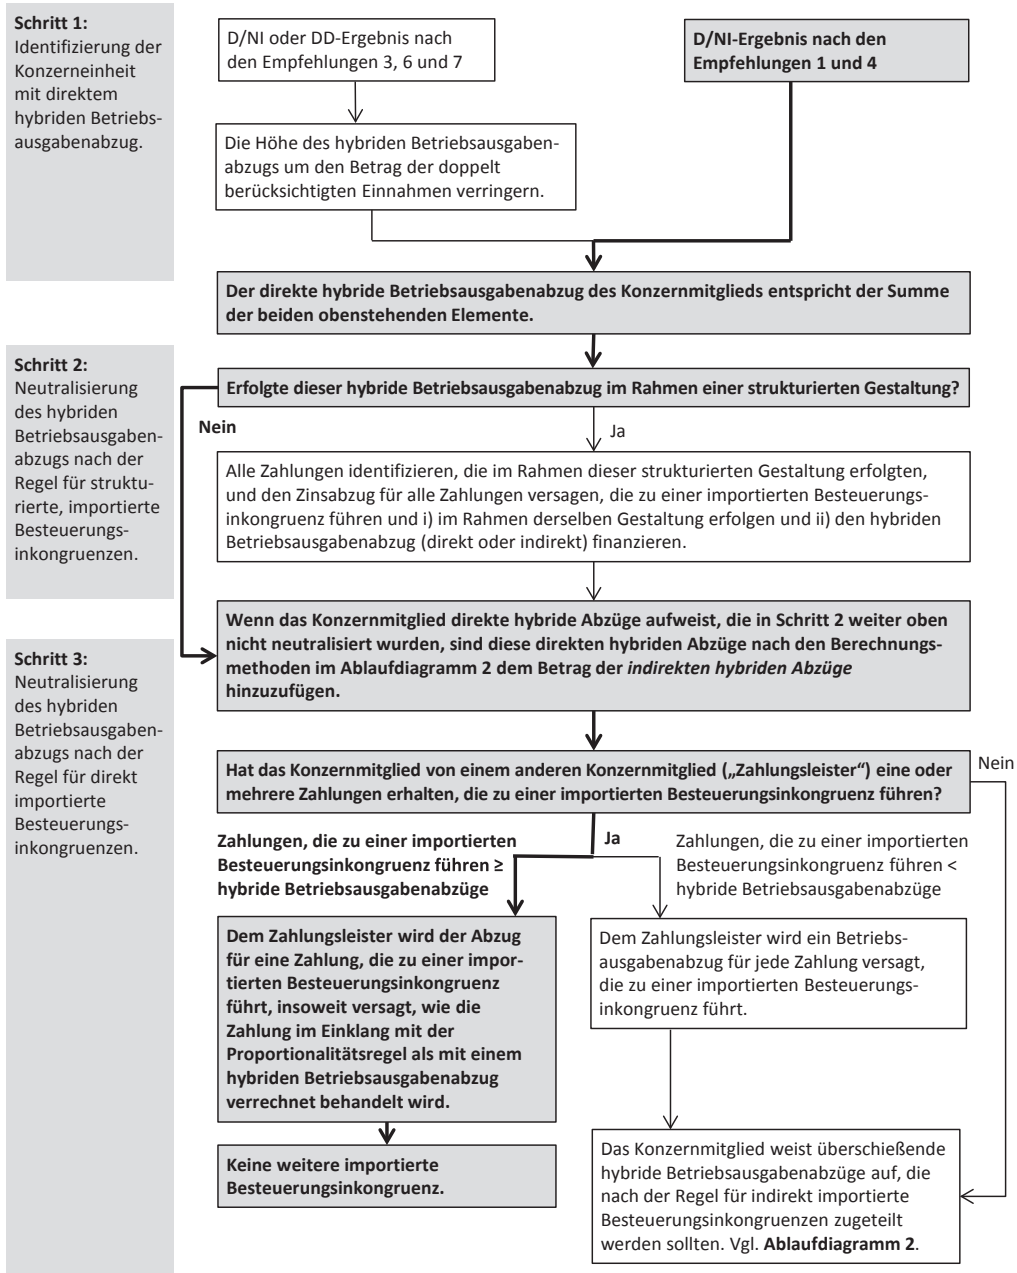 Schritt 1:
Identifizierung der
Konzerneinheit
mit direktem
hybriden Betriebs-
ausgabenabzug.
D/NI oder DD-Ergebnis nach
den Empfehlungen 3, 6 und 7
D/NI-Ergebnis nach den
Empfehlungen 1 und 4
Die Höhe des hybriden Betriebsausgaben-
abzugs um den Betrag der doppelt
berücksichtigten Einnahmen verringern.
Der direkte hybride Betriebsausgabenabzug des Konzernmitglieds entspricht der Summe
der beiden obenstehenden Elemente.
Schritt 2:
Neutralisierung
des hybriden
Betriebsausgaben-
abzugs nach der
Regel für struktu-
rierte, importierte
Besteuerungs-
inkongruenzen.
Erfolgte dieser hybride Betriebsausgabenabzug im Rahmen einer strukturierten Gestaltung?
Nein
Ja
Alle Zahlungen identifizieren, die im Rahmen dieser strukturierten Gestaltung erfolgten,
und den Zinsabzug für alle Zahlungen versagen, die zu einer importierten Besteuerungs-
inkongruenz führen und i) im Rahmen derselben Gestaltung erfolgen und ii) den hybriden
Betriebsausgabenabzug (direkt oder indirekt) finanzieren.
Wenn das Konzernmitglied direkte hybride Abzüge aufweist, die in Schritt 2 weiter oben
nicht neutralisiert wurden, sind diese direkten hybriden Abzüge nach den Berechnungs-
methoden im Ablaufdiagramm 2 dem Betrag der indirekten hybriden Abzüge
hinzuzufügen.
Schritt 3:
Neutralisierung
des hybriden
Betriebsausgaben-
abzugs nach der
Regel für direkt
importierte
Besteuerungs-
inkongruenzen.
Hat das Konzernmitglied von einem anderen Konzernmitglied („Zahlungsleister“) eine oder
mehrere Zahlungen erhalten, die zu einer importierten Besteuerungsinkongruenz führen?
Nein
Zahlungen, die zu einer importierten
Besteuerungsinkongruenz führen ≥
hybride Betriebsausgabenabzüge
Ja
Zahlungen, die zu einer importierten
Besteuerungsinkongruenz führen <
hybride Betriebsausgabenabzüge
Dem Zahlungsleister wird der Abzug
für eine Zahlung, die zu einer impor-
tierten Besteuerungsinkongruenz
führt, insoweit versagt, wie die
Zahlung im Einklang mit der
Proportionalitätsregel als mit einem
hybriden Betriebsausgabenabzug
verrechnet behandelt wird.
Dem Zahlungsleister wird ein Betriebs-
ausgabenabzug für jede Zahlung versagt,
die zu einer importierten Besteuerungs-
inkongruenz führt.
Keine weitere importierte
Besteuerungsinkongruenz.
Das Konzernmitglied weist überschießende
hybride Betriebsausgabenabzüge auf, die
nach der Regel für indirekt importierte
Besteuerungsinkongruenzen zugeteilt
werden sollten. Vgl. Ablaufdiagramm 2.